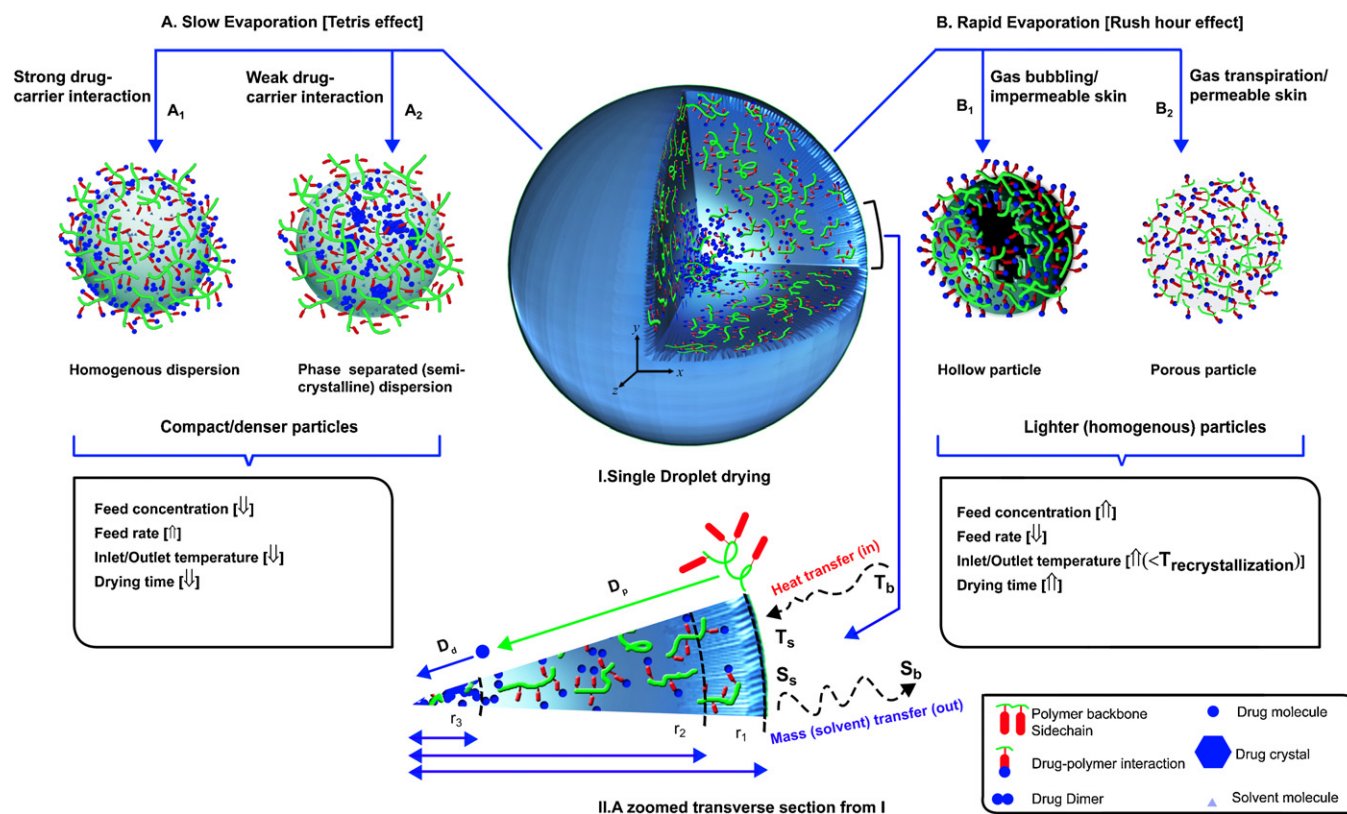 A. Slow Evaporation [Tetris effect]
B. Rapid Evaporation [Rush hour effect]
Strong drug-
carrier interaction
A1
Weak drug-
carrier interaction
A2
Gas bubbling/
impermeable skin
B1
Gas transpiration/
permeable skin
B2
y
x
z
Homogenous dispersion
Phase separated (semi-
crystalline) dispersion
Hollow particle
Porous particle
Compact/denser particles
Lighter (homogenous) particles
I.Single Droplet drying
Feed concentration [⇓]
Feed rate [⇑]
Inlet/Outlet temperature [⇓]
Drying time [⇓]
Feed concentration [⇑]
Feed rate [⇓]
Inlet/Outlet temperature [⇑(<Trecrystallization)]
Drying time [⇑]
Dp
Dd
Heat transfer (in)
Tb
Ts
Ss
Sb
Mass (solvent) transfer (out)
r3
r2
r1
II.A zoomed transverse section from I
Polymer backbone
Sidechain
Drug-polymer interaction
Drug Dimer
Drug molecule
Drug crystal
Solvent molecule